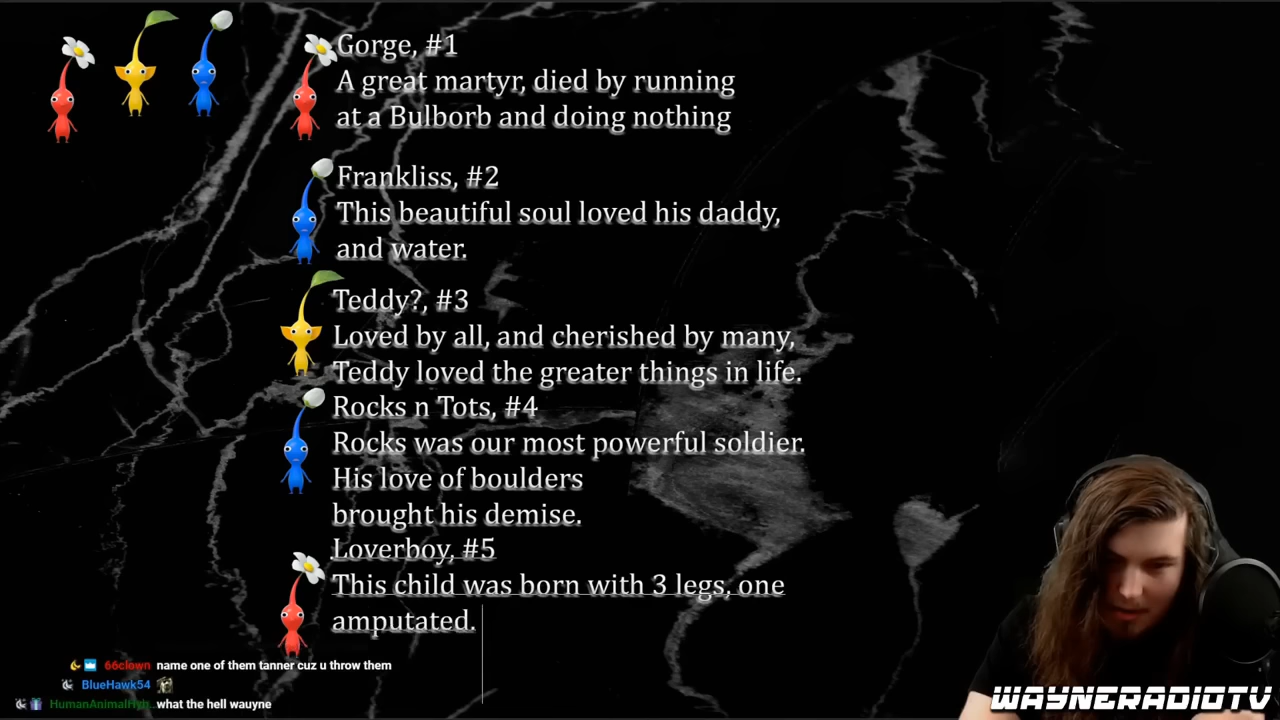 Gorge, #1
A great martyr, died by running
at a Bulborb and doing nothing
Frankliss, #2
This beautiful soul loved his daddy,
and water.
Teddy?, #3
Loved by all, and cherished by many,
Teddy loved the greater things in life.
Rocks n Tots, #4
Rocks was our most powerful soldier.
His love of boulders
brought his demise.
Loverboy, #5
This child was born with 3 legs, one
amputated.
66clown name one of them tanner cuz u throw them
BlueHawk54
HumanAnimalHyb.. what the hell wauyne
WAYNERADIOTV